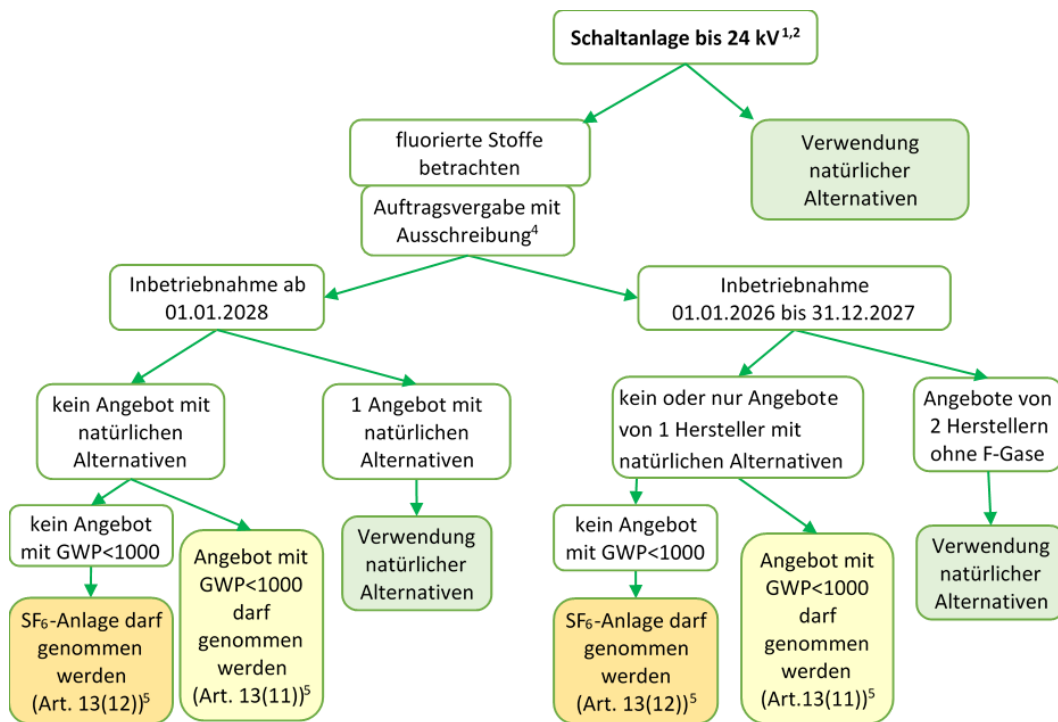 Schaltanlage bis 24 kV¹,²
fluorierte Stoffe
betrachten
Verwendung
natürlicher
Alternativen
Auftragsvergabe mit
Ausschreibung⁴
Inbetriebnahme ab
01.01.2028
Inbetriebnahme
01.01.2026 bis 31.12.2027
kein Angebot mit
natürlichen
Alternativen
1 Angebot mit
natürlichen
Alternativen
kein oder nur Angebote
von 1 Hersteller mit
natürlichen Alternativen
Angebote von
2 Herstellern
ohne F-Gase
kein Angebot
mit GWP<1000
Angebot mit
GWP<1000
darf
genommen
werden
(Art. 13(11))⁵
Verwendung
natürlicher
Alternativen
kein Angebot
mit GWP<1000
Angebot mit
GWP<1000
darf
genommen
werden
(Art.13(11))⁵
Verwendung
natürlicher
Alternativen
SF₆-Anlage darf
genommen
werden
(Art. 13(12))⁵
SF₆-Anlage darf
genommen
werden
(Art. 13(12))⁵